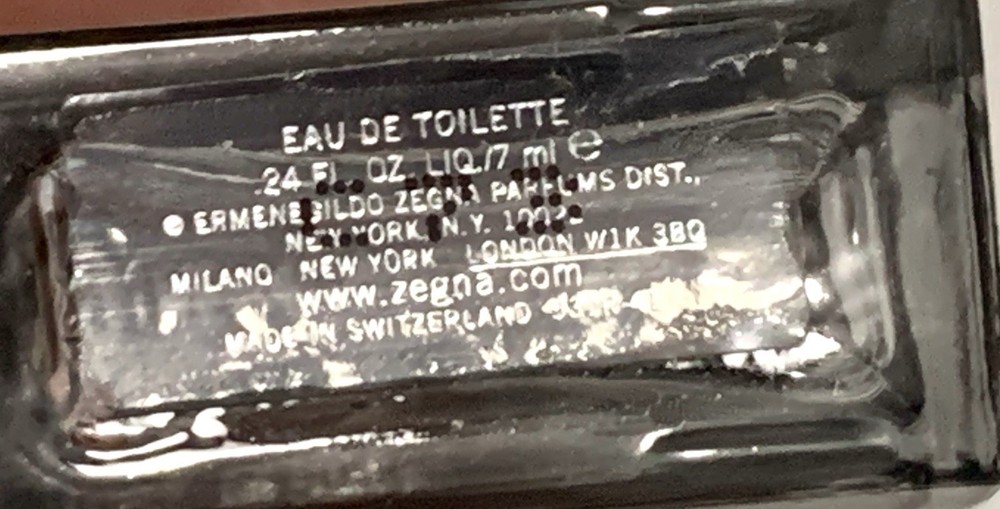 EAU DE TOILETTE
.24 FL. OZ. LIQ./7 ml e
© ERMENEGILDO ZEGNA PARFUMS DIST.,
NEW YORK, N.Y.
MILANO NEW YORK LONDON W1K 3BQ
www.zegna.com
MADE IN SWITZERLAND